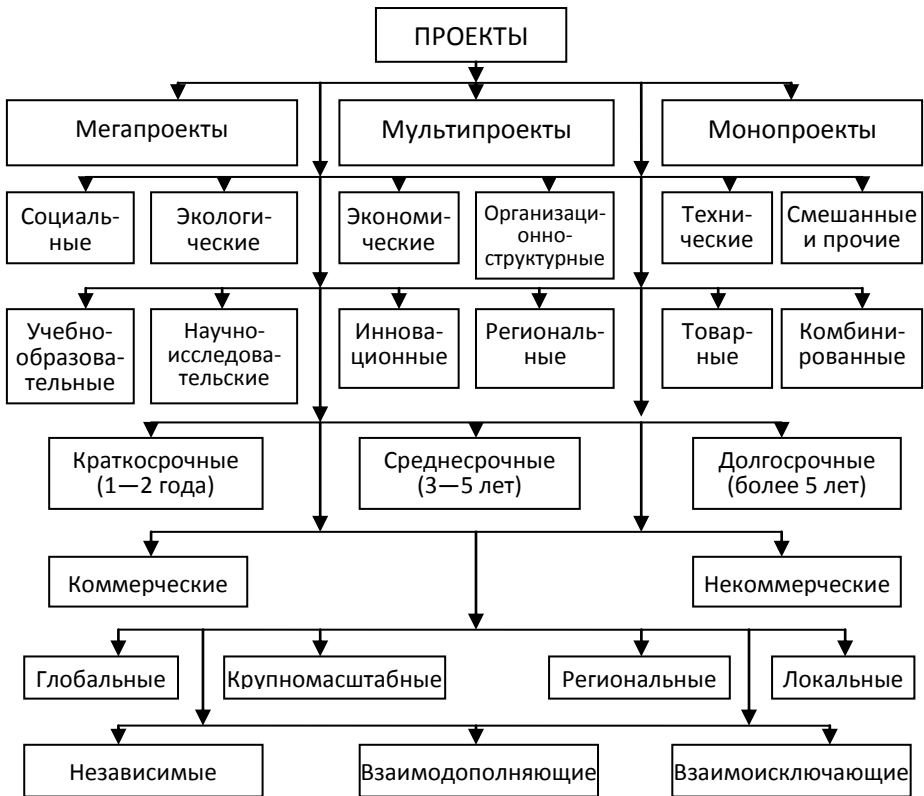 ПРОЕКТЫ
Мегапроекты
Мультипроекты
Монопроекты
Социаль-
ные
Экологи-
ческие
Экономи-
ческие
Организаци-
онно-
структурные
Техни-
ческие
Смешанные
и прочие
Учебно-
образова-
тельные
Научно-
исследова-
тельские
Иннова-
ционные
Региональ-
ные
Товар-
ные
Комбини-
рованные
Краткосрочные
(1—2 года)
Среднесрочные
(3—5 лет)
Долгосрочные
(более 5 лет)
Коммерческие
Некоммерческие
Глобальные
Крупномасштабные
Региональные
Локальные
Независимые
Взаимодополняющие
Взаимоисключающие